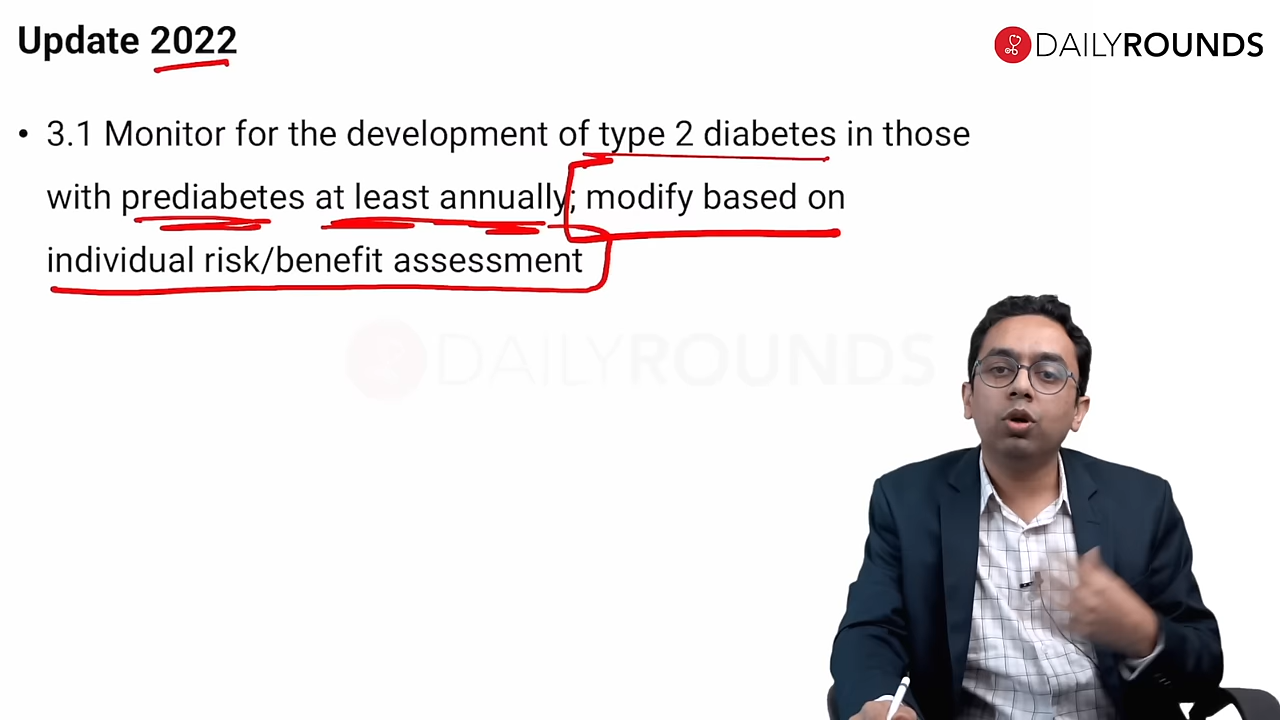 Update 2022
DAILYROUNDS
• 3.1 Monitor for the development of type 2 diabetes in those
with prediabetes at least annually; modify based on
individual risk/benefit assessment
DAILYROUNDS